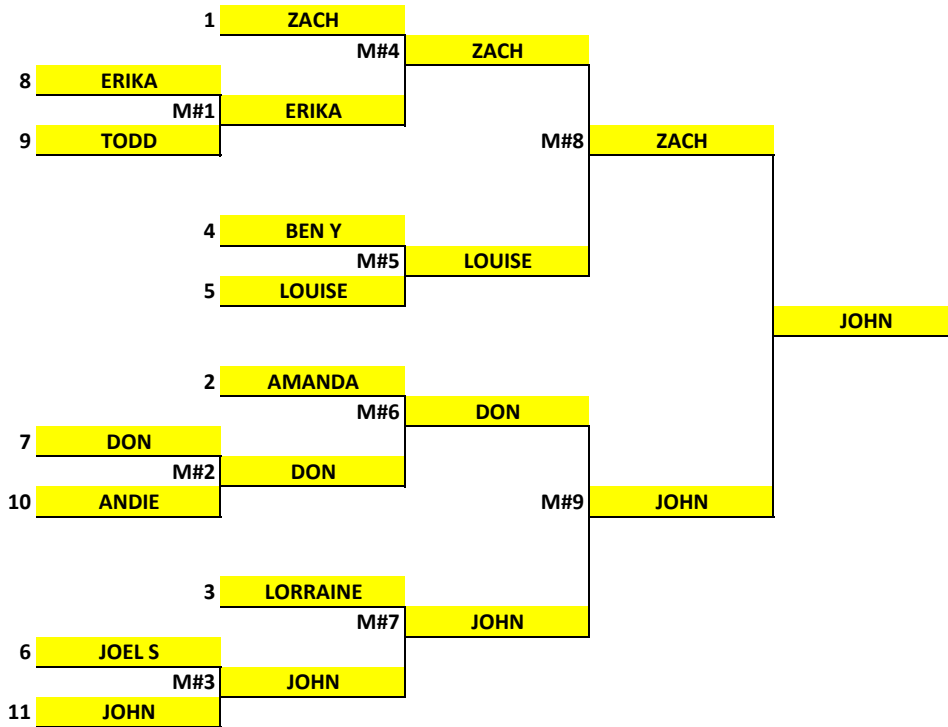 1 ZACH
M#4 ZACH
8 ERIKA
M#1 ERIKA
9 TODD M#8 ZACH
4 BEN Y
M#5 LOUISE
5 LOUISE
JOHN
2 AMANDA
M#6 DON
7 DON
M#2 DON
10 ANDIE M#9 JOHN
3 LORRAINE
M#7 JOHN
6 JOEL S
M#3 JOHN
11 JOHN